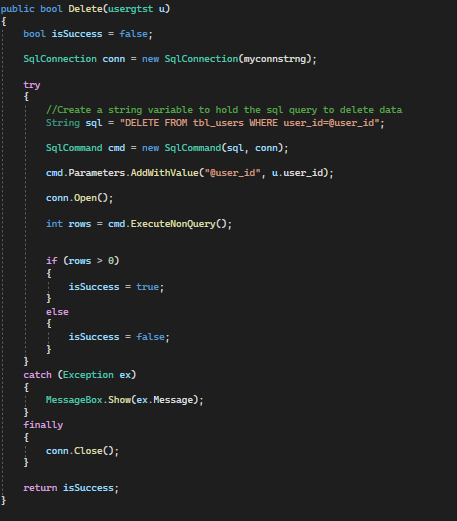 public bool Delete(usergtst u)
{
bool isSuccess = false;
SqlConnection conn = new SqlConnection(myconnstrng);
try
{
//Create a string variable to hold the sql query to delete data
String sql = "DELETE FROM tbl_users WHERE user_id=@user_id";
SqlCommand cmd = new SqlCommand(sql, conn);
cmd.Parameters.AddWithValue("@user_id", u.user_id);
conn.Open();
int rows = cmd.ExecuteNonQuery();
if (rows > 0)
{
isSuccess = true;
}
else
{
isSuccess = false;
}
}
catch (Exception ex)
{
MessageBox.Show(ex.Message);
}
finally
{
conn.Close();
}
return isSuccess;
}